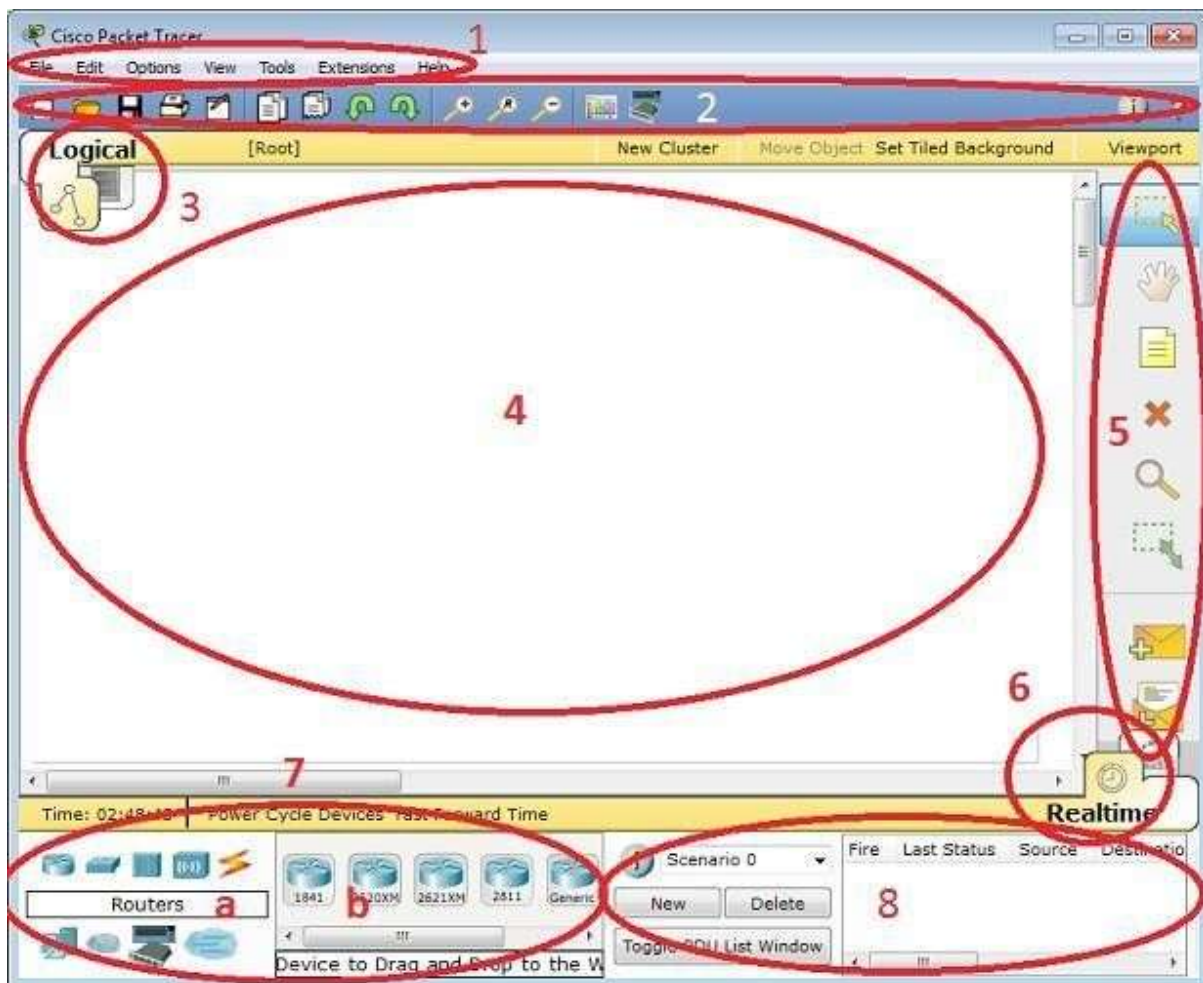 Cisco Packet Tracer
1
File Edit Options View Tools Extensions Help
2
Logical [Root] New Cluster Move Object Set Tiled Background Viewport
3
4
5
6
7
Time: 02:48:48 Power Cycle Devices Fast Forward Time
Realtime
Routers a
1841 2620XM 2621XM 2811 Generic
b
Device to Drag and Drop to the W
Scenario 0
New Delete
Toggle PDU List Window
Fire Last Status Source Destinatio
8